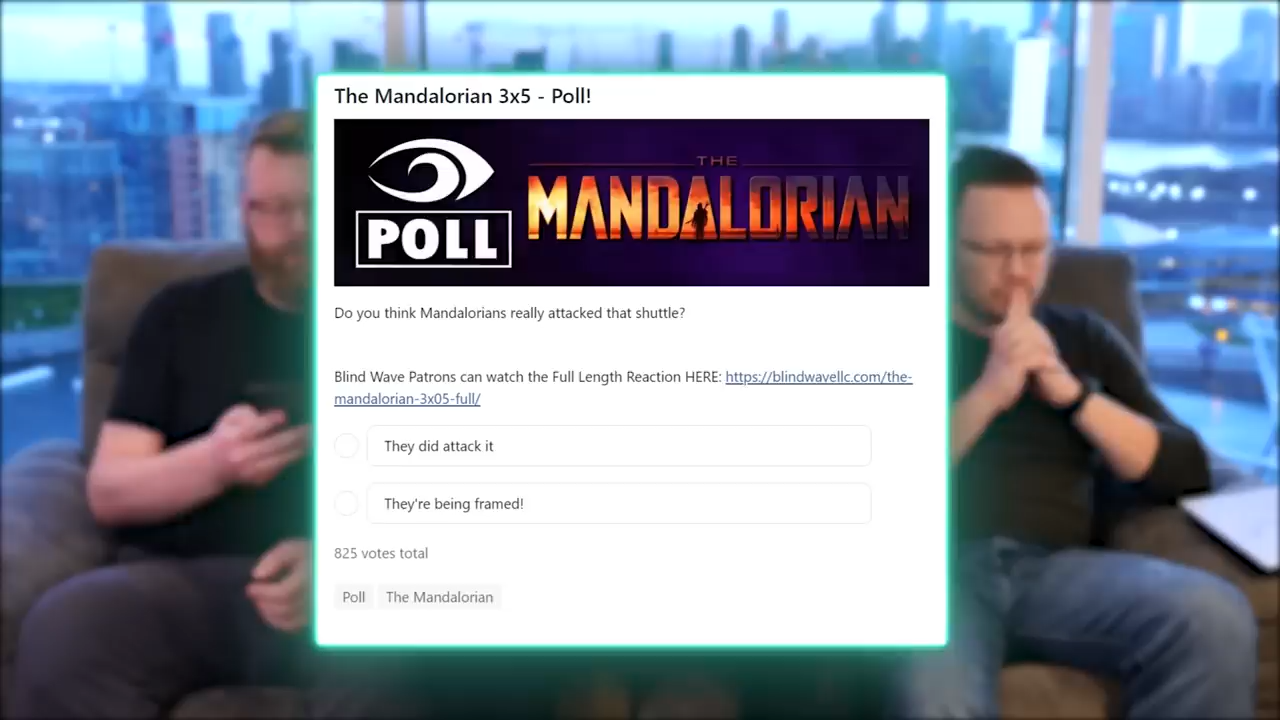 The Mandalorian 3x5 - Poll!
POLL
THE
MANDALORIAN
Do you think Mandalorians really attacked that shuttle?
Blind Wave Patrons can watch the Full Length Reaction HERE: https://blindwavellc.com/the-
mandalorian-3x05-full/
They did attack it
They're being framed!
825 votes total
Poll The Mandalorian